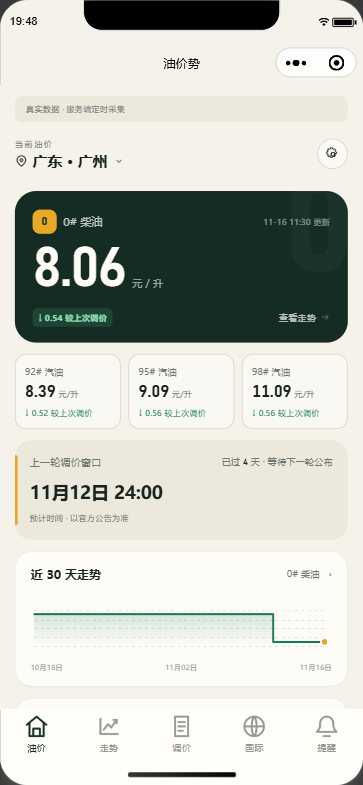 19:48
油价势
真实数据 · 服务端定时采集
当前油价
广东 • 广州
0 0# 柴油 11-16 11:30 更新
8.06 元 / 升
↓ 0.54 较上次调价 查看走势 →
92# 汽油
8.39 元/升
↓ 0.52 较上次调价
95# 汽油
9.09 元/升
↓ 0.56 较上次调价
98# 汽油
11.09 元/升
↓ 0.56 较上次调价
上一轮调价窗口 已过 4 天 · 等待下一轮公布
11月12日 24:00
预计时间 · 以官方公告为准
近 30 天走势 0# 柴油 ›
10月18日 11月02日 11月16日
油价 走势 调价 国际 提醒